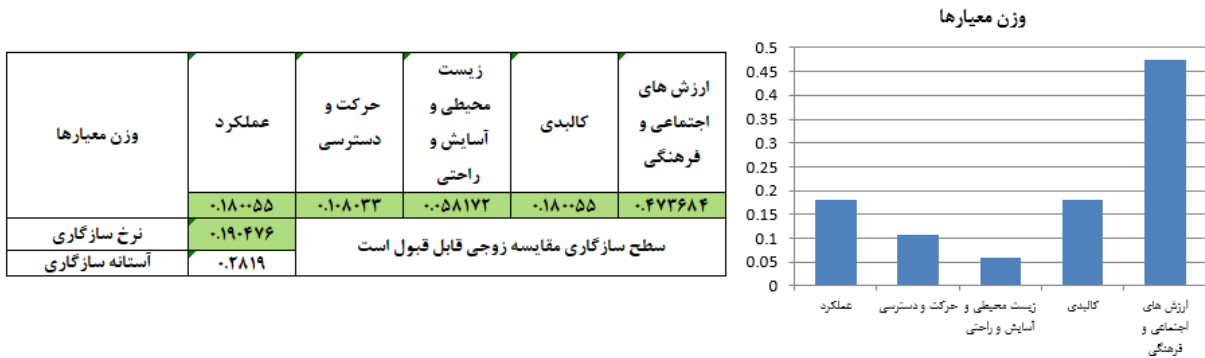 وزن معیارها
عملکرد
حرکت و
دسترسی
زیست
محیطی و
آسایش و
راحتی
کالبدی
ارزش های
اجتماعی و
فرهنگی
۰.۱۸۰۰۵۵
۰.۱۰۸۰۳۳
۰.۰۵۸۱۷۲
۰.۱۸۰۰۵۵
۰.۴۷۳۶۸۴
نرخ سازگاری
۰.۱۹۰۴۷۶
سطح سازگاری مقایسه زوجی قابل قبول است
آستانه سازگاری
۰.۲۸۱۹
وزن معیارها
0.5
0.45
0.4
0.35
0.3
0.25
0.2
0.15
0.1
0.05
0
عملکرد
حرکت و دسترسی
زیست محیطی و
آسایش و راحتی
کالبدی
ارزش های
اجتماعی و
فرهنگی